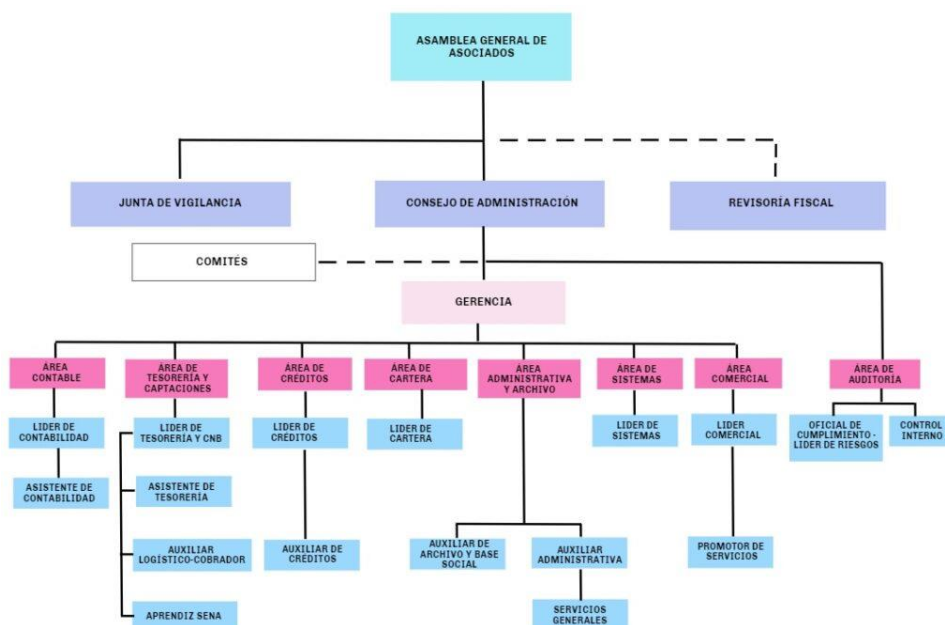 ASAMBLEA GENERAL DE
ASOCIADOS
JUNTA DE VIGILANCIA
CONSEJO DE ADMINISTRACIÓN
REVISORÍA FISCAL
COMITÉS
GERENCIA
ÁREA
CONTABLE
ÁREA DE
TESORERÍA Y
CAPTACIONES
ÁREA DE
CRÉDITOS
ÁREA DE
CARTERA
ÁREA
ADMINISTRATIVA
Y ARCHIVO
ÁREA DE
SISTEMAS
ÁREA
COMERCIAL
ÁREA DE
AUDITORÍA
LIDER DE
CONTABILIDAD
LIDER DE
TESORERÍA Y CNB
LIDER DE
CRÉDITOS
LIDER DE
CARTERA
LIDER DE
SISTEMAS
LIDER
COMERCIAL
OFICIAL DE
CUMPLIMIENTO -
LIDER DE RIESGOS
CONTROL
INTERNO
ASISTENTE DE
CONTABILIDAD
ASISTENTE DE
TESORERÍA
AUXILIAR
LOGÍSTICO-COBRADOR
AUXILIAR DE
CRÉDITOS
AUXILIAR DE
ARCHIVO Y BASE
SOCIAL
AUXILIAR
ADMINISTRATIVA
PROMOTOR DE
SERVICIOS
APRENDIZ SENA
SERVICIOS
GENERALES